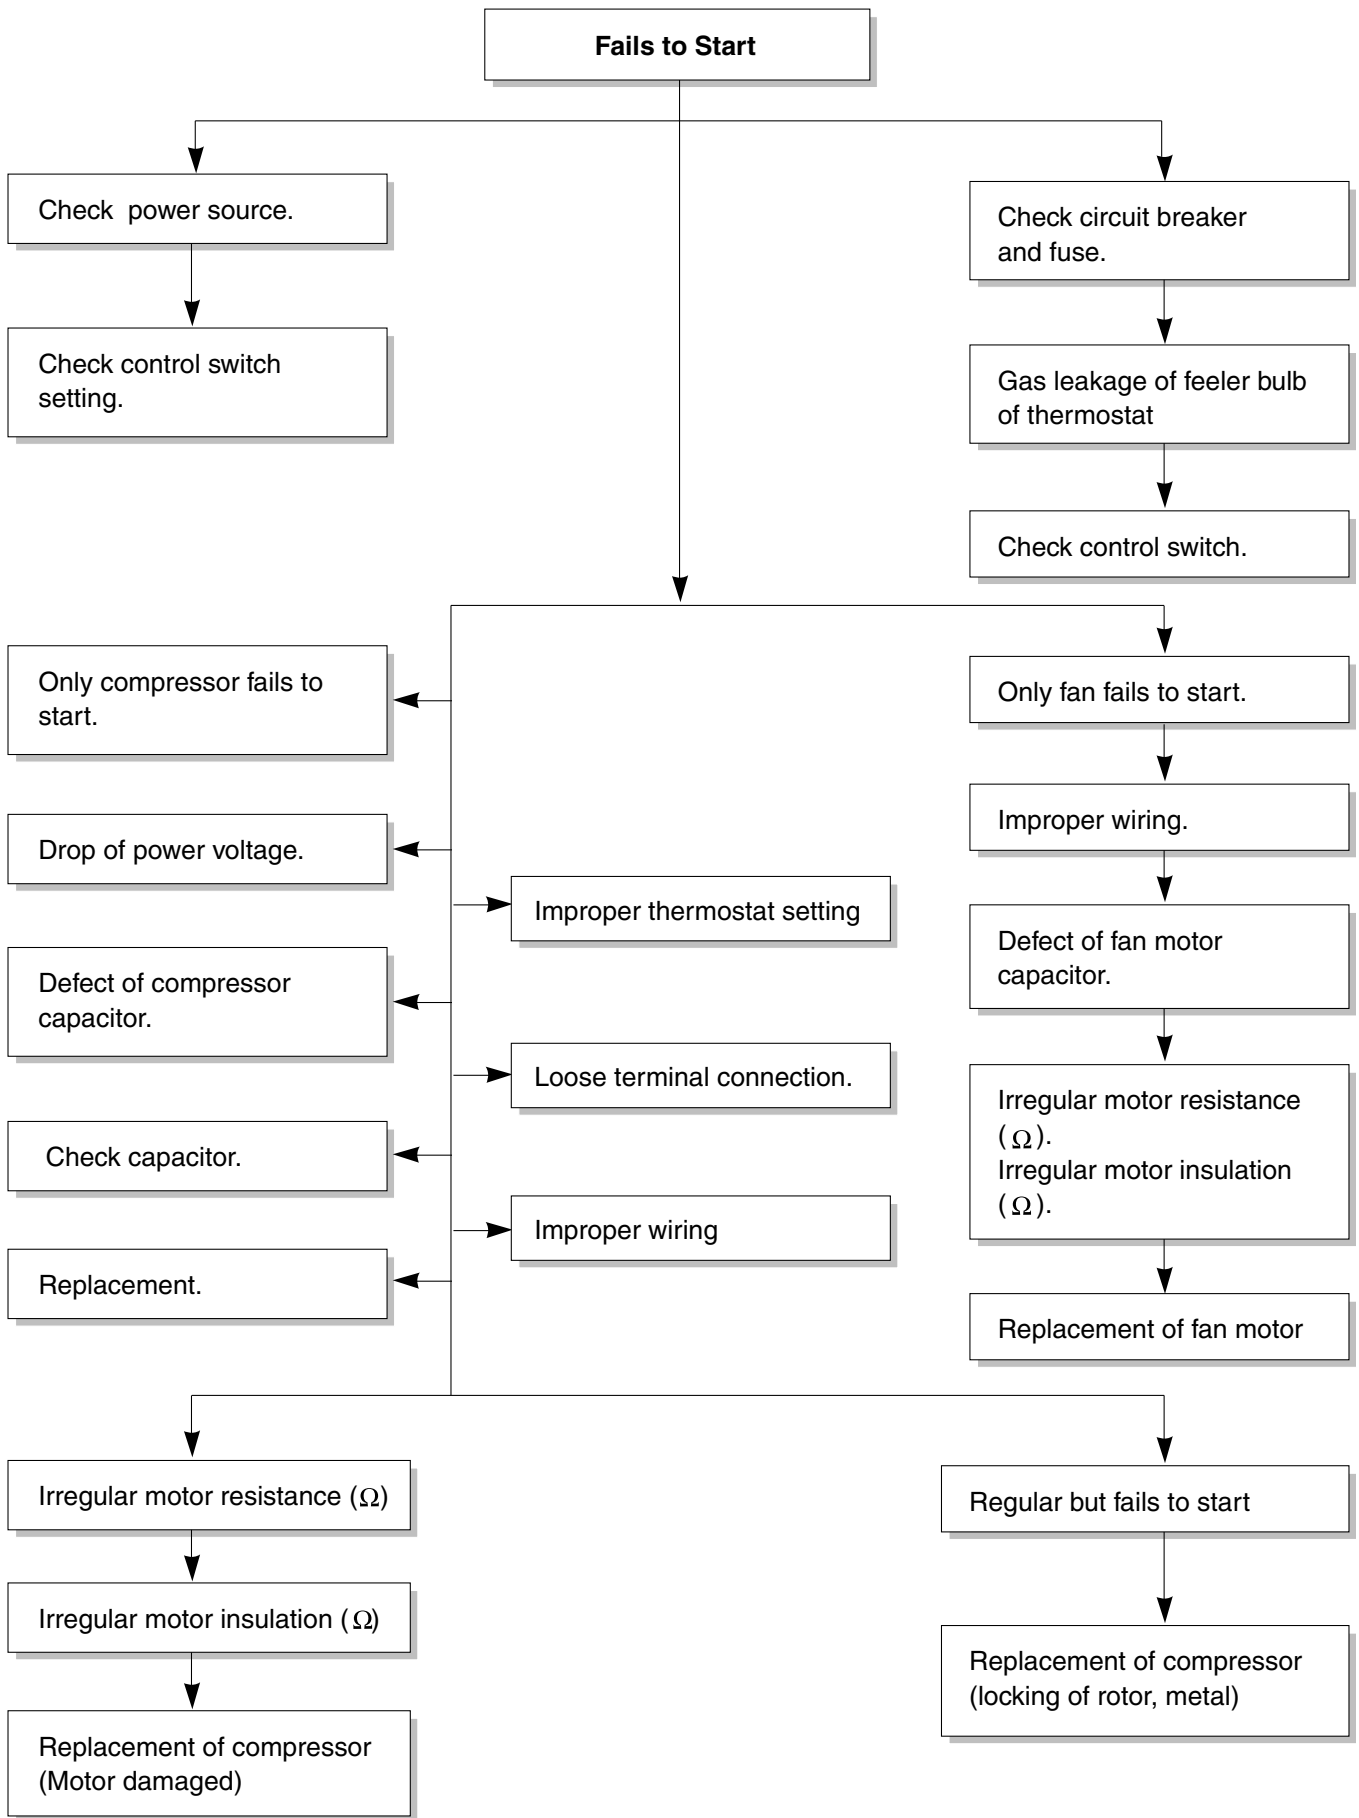 Fails to Start
Check power source.
Check circuit breaker
and fuse.
Check control switch
setting.
Gas leakage of feeler bulb
of thermostat
Check control switch.
Only compressor fails to
start.
Only fan fails to start.
Drop of power voltage.
Improper wiring.
Improper thermostat setting
Defect of compressor
capacitor.
Defect of fan motor
capacitor.
Loose terminal connection.
Irregular motor resistance
(Ω).
Irregular motor insulation
(Ω).
Check capacitor.
Improper wiring
Replacement.
Replacement of fan motor
Irregular motor resistance (Ω)
Regular but fails to start
Irregular motor insulation (Ω)
Replacement of compressor
(locking of rotor, metal)
Replacement of compressor
(Motor damaged)